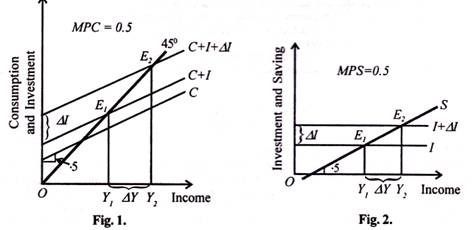 MPC = 0.5
45⁰
E₂
C+I+ΔI
Consumption
and Investment
C+I
E₁
C
ΔI
·5
O
Y₁ ΔY Y₂ Income
Fig. 1.
MPS=0.5
Investment and Saving
S
E₂
I+ΔI
ΔI
E₁
I
·5
O
Y₁ ΔY Y₂ Income
Fig. 2.